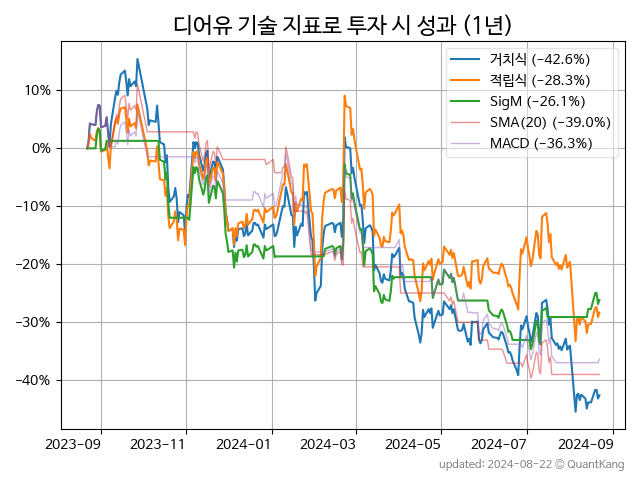 디어유 기술 지표로 투자 시 성과 (1년)
거치식 (−42.6%)
적립식 (−28.3%)
SigM (−26.1%)
SMA(20) (−39.0%)
MACD (−36.3%)
10%
0%
−10%
−20%
−30%
−40%
2023-09 2023-11 2024-01 2024-03 2024-05 2024-07 2024-09
updated: 2024-08-22 © QuantKang